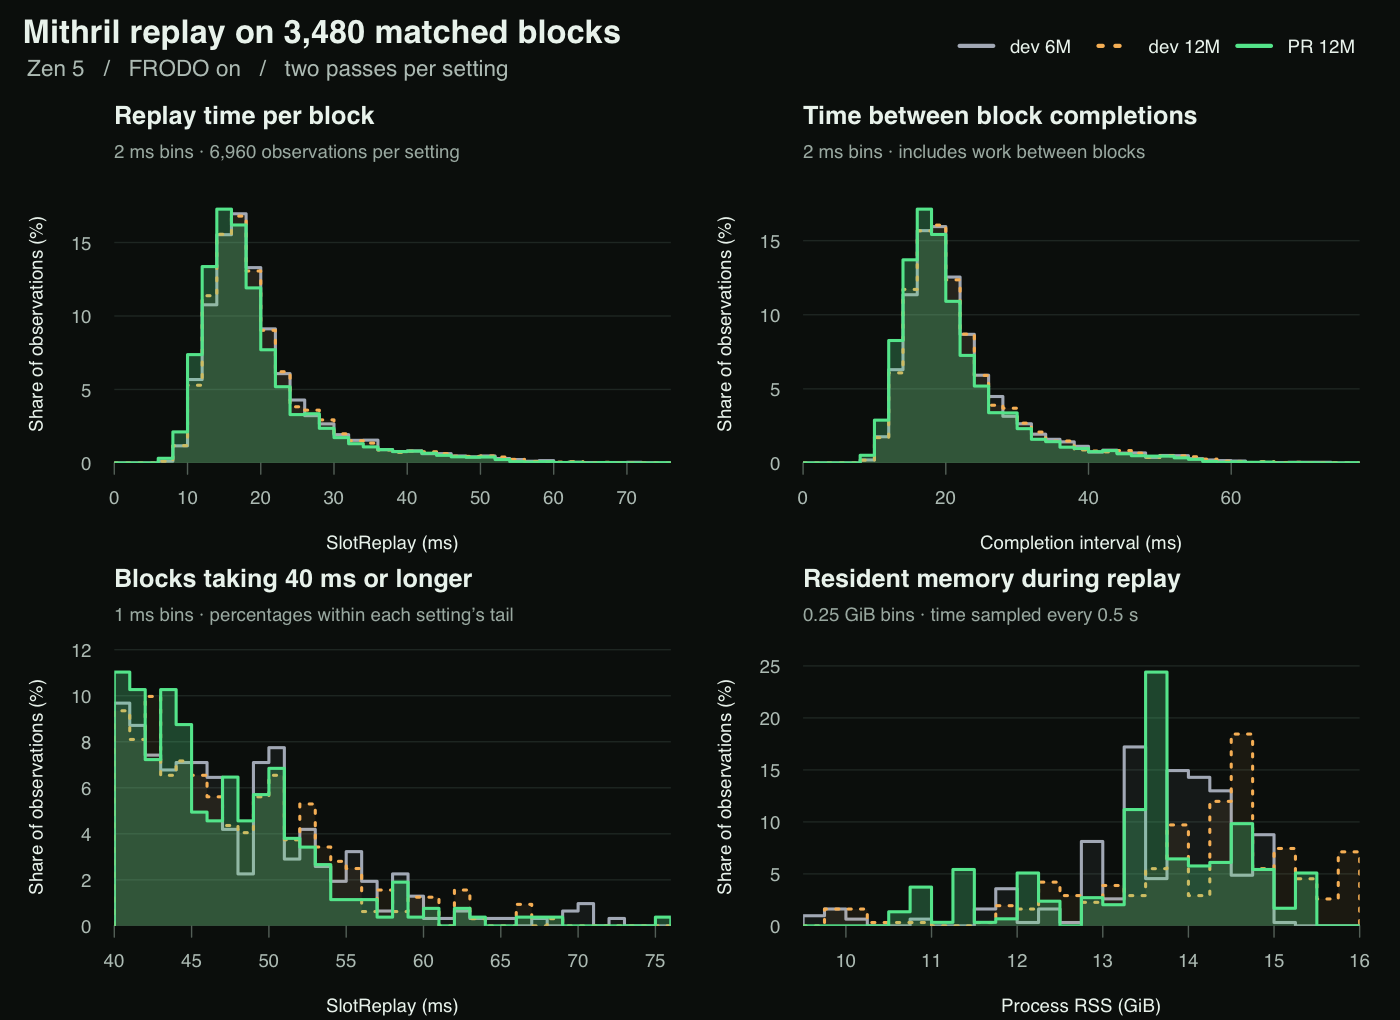 Mithril replay on 3,480 matched blocks
Zen 5 / FRODO on / two passes per setting
dev 6M dev 12M PR 12M
Replay time per block
2 ms bins · 6,960 observations per setting
Share of observations (%)
15
10
5
0
0 10 20 30 40 50 60 70
SlotReplay (ms)
Time between block completions
2 ms bins · includes work between blocks
Share of observations (%)
15
10
5
0
0 20 40 60
Completion interval (ms)
Blocks taking 40 ms or longer
1 ms bins · percentages within each setting’s tail
Share of observations (%)
12
10
8
6
4
2
0
40 45 50 55 60 65 70 75
SlotReplay (ms)
Resident memory during replay
0.25 GiB bins · time sampled every 0.5 s
Share of observations (%)
25
20
15
10
5
0
10 11 12 13 14 15 16
Process RSS (GiB)